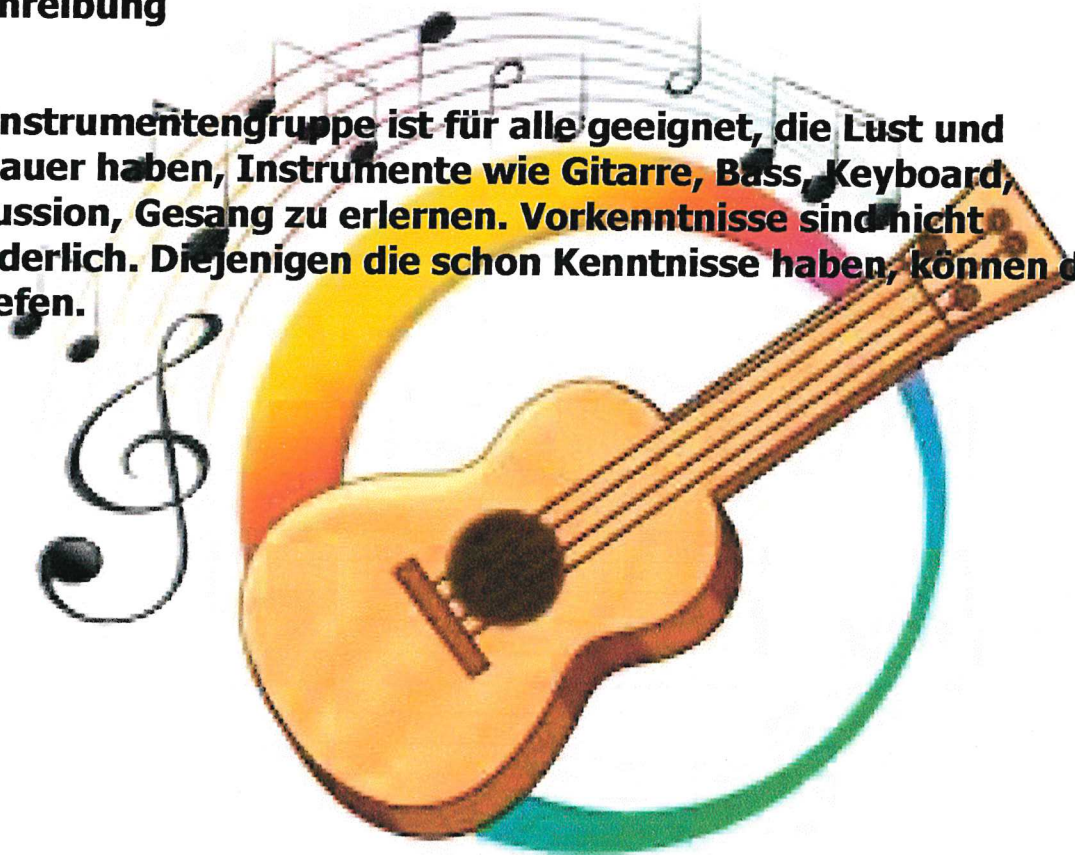 hreibung
nstrumentengruppe ist für alle geeignet, die Lust und
auer haben, Instrumente wie Gitarre, Bass, Keyboard,
ussion, Gesang zu erlernen. Vorkenntnisse sind nicht
derlich. Diejenigen die schon Kenntnisse haben, können d
efen.